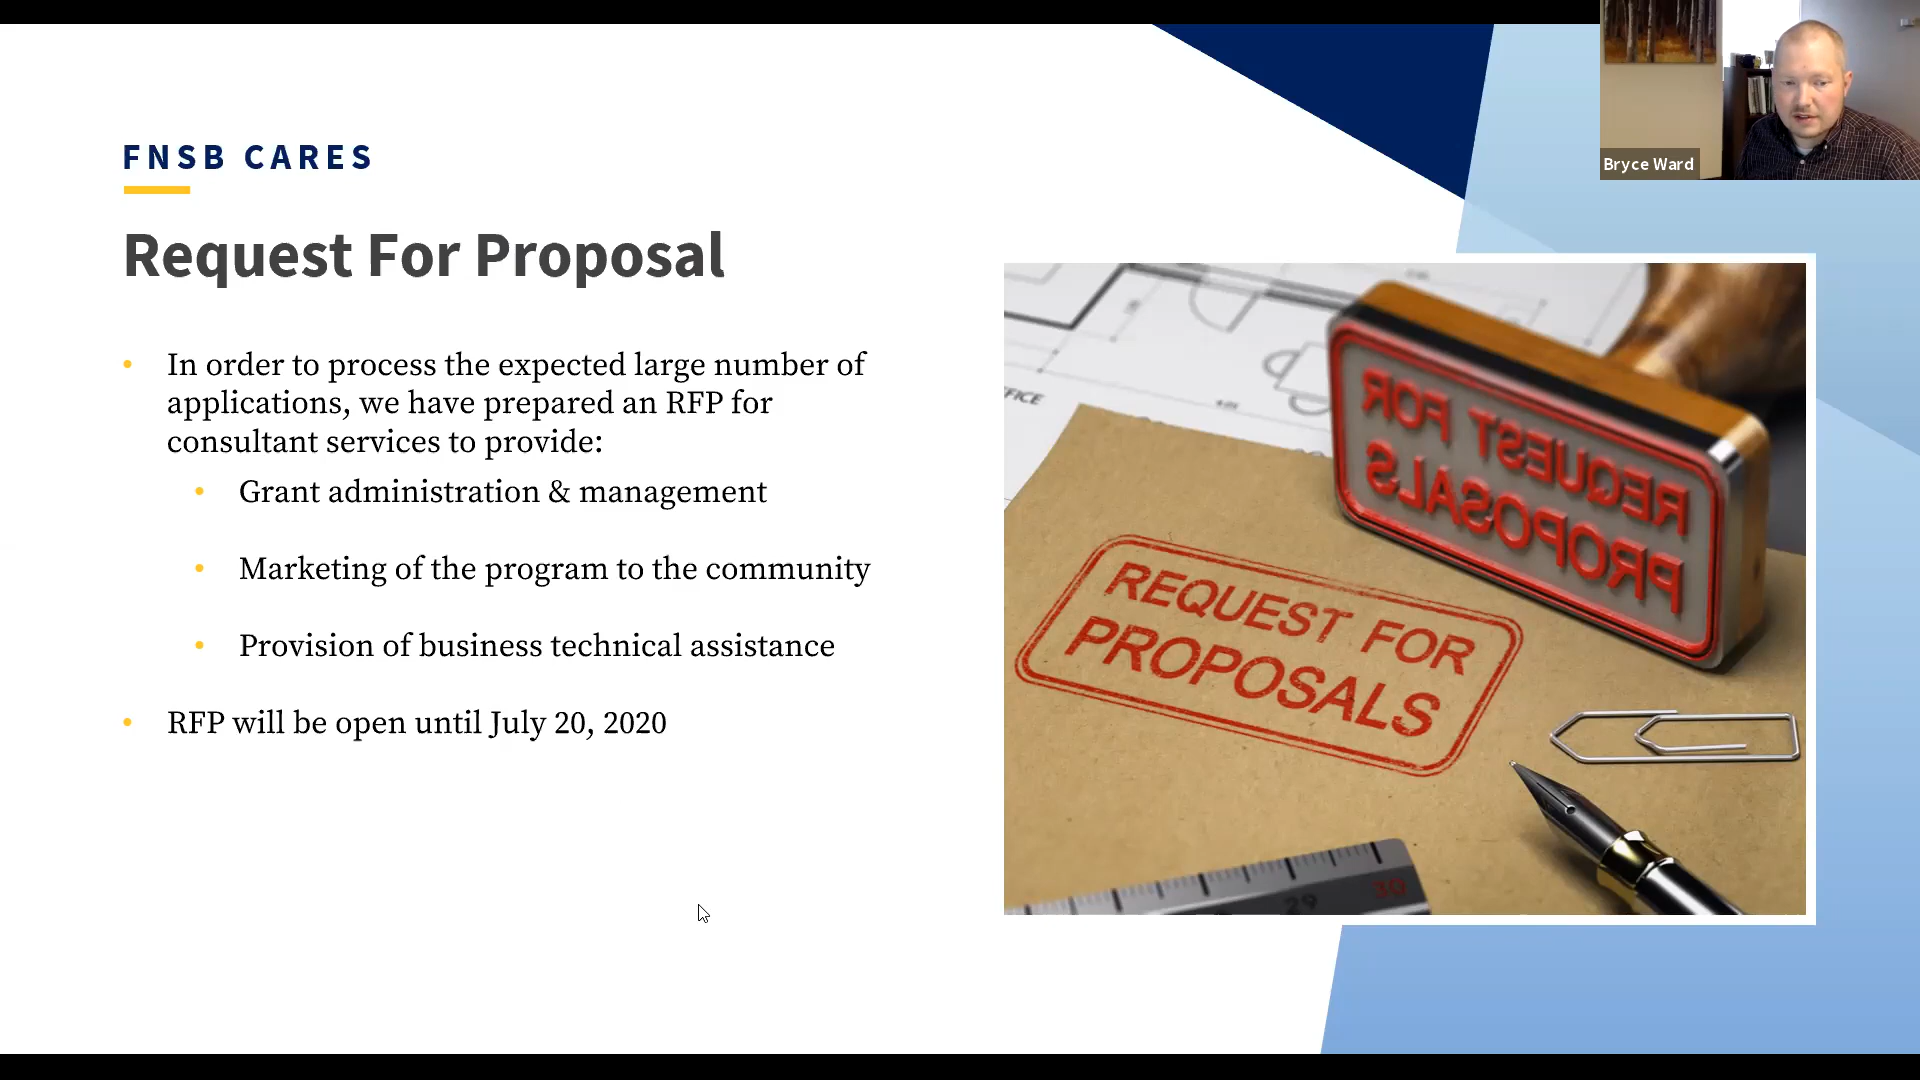 FNSB CARES
Request For Proposal
• In order to process the expected large number of
applications, we have prepared an RFP for
consultant services to provide:
• Grant administration & management
• Marketing of the program to the community
• Provision of business technical assistance
• RFP will be open until July 20, 2020
Bryce Ward
REQUEST FOR
PROPOSALS
REQUEST FOR
PROPOSALS
29 30